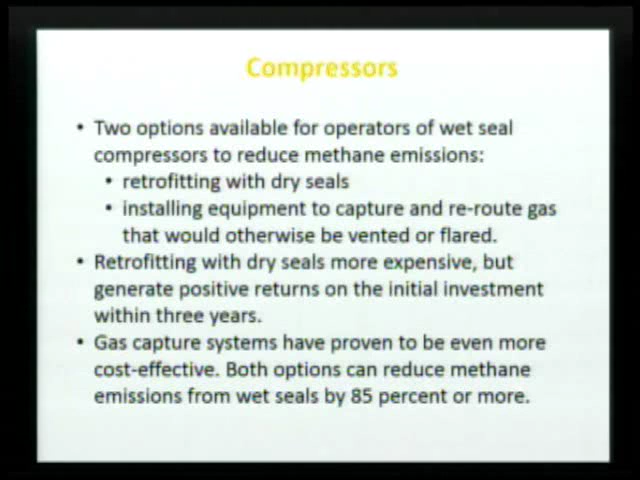 Compressors
• Two options available for operators of wet seal
compressors to reduce methane emissions:
• retrofitting with dry seals
• installing equipment to capture and re-route gas
that would otherwise be vented or flared.
• Retrofitting with dry seals more expensive, but
generate positive returns on the initial investment
within three years.
• Gas capture systems have proven to be even more
cost-effective. Both options can reduce methane
emissions from wet seals by 85 percent or more.